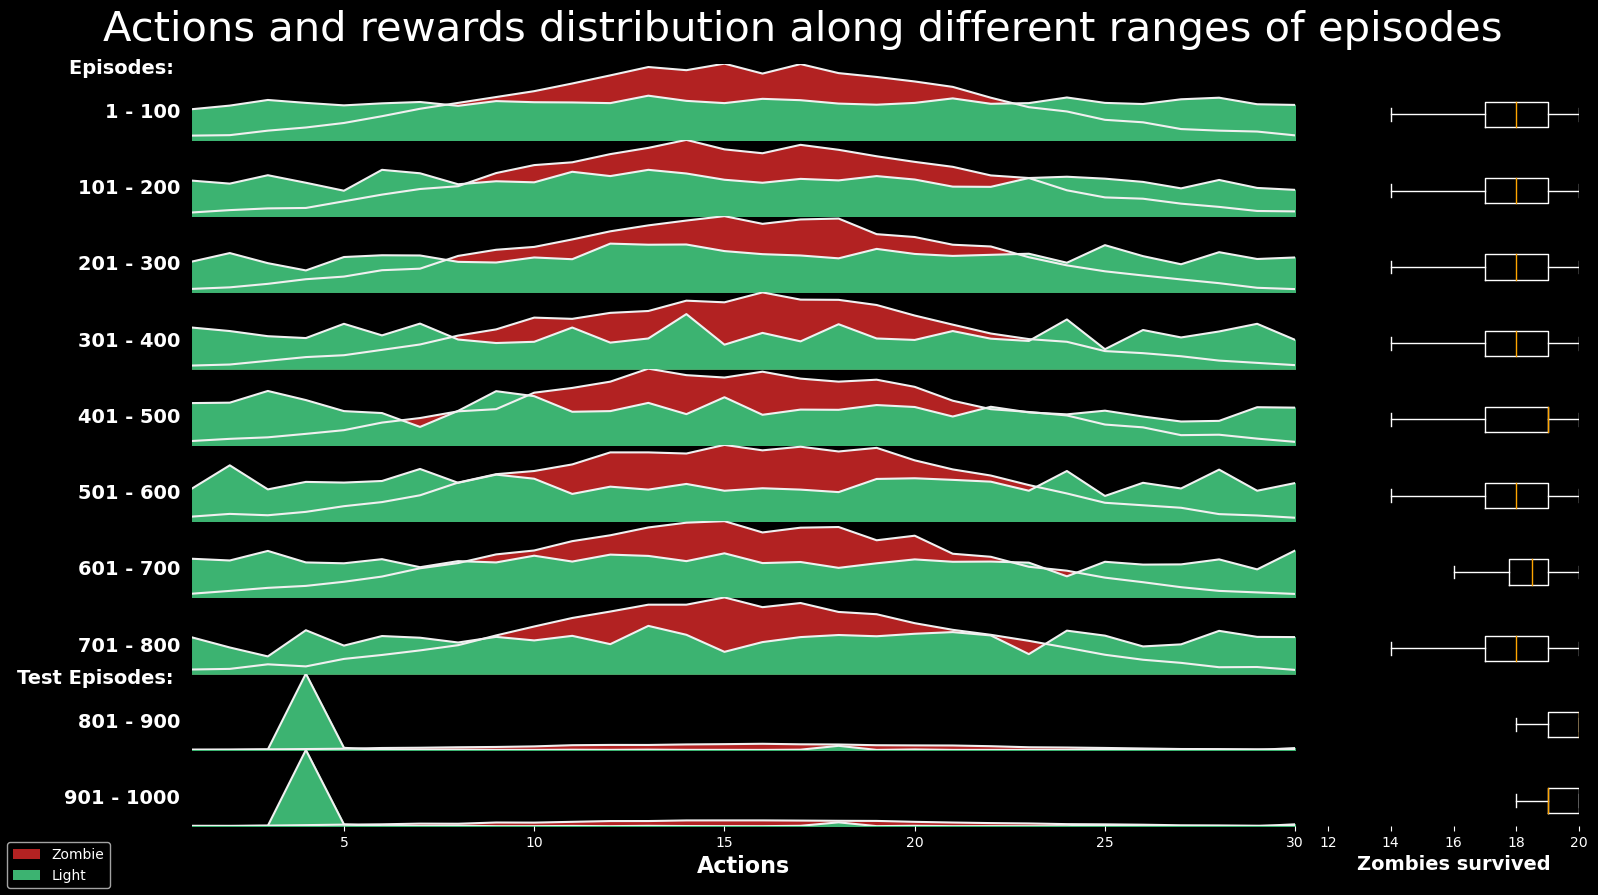 Actions and rewards distribution along different ranges of episodes
Episodes:
1 - 100
101 - 200
201 - 300
301 - 400
401 - 500
501 - 600
601 - 700
701 - 800
Test Episodes:
801 - 900
901 - 1000
5 10 15 20 25 30 12 14 16 18 20
Zombie
Light
Actions
Zombies survived